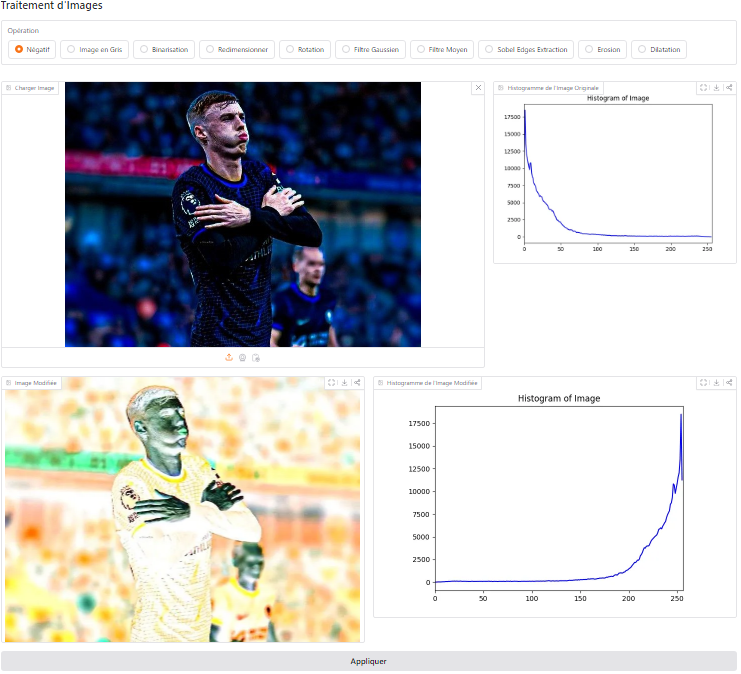 Traitement d'Images
Opération
Négatif Image en Gris Binarisation Redimensionner Rotation Filtre Gaussien Filtre Moyen Sobel Edges Extraction Erosion Dilatation
Charger Image
Histogramme de l'Image Originale
Histogram of Image
17500
15000
12500
10000
7500
5000
2500
0
0 50 100 150 200 250
Image Modifiée
Histogramme de l'Image Modifiée
Histogram of Image
17500
15000
12500
10000
7500
5000
2500
0
0 50 100 150 200 250
Appliquer